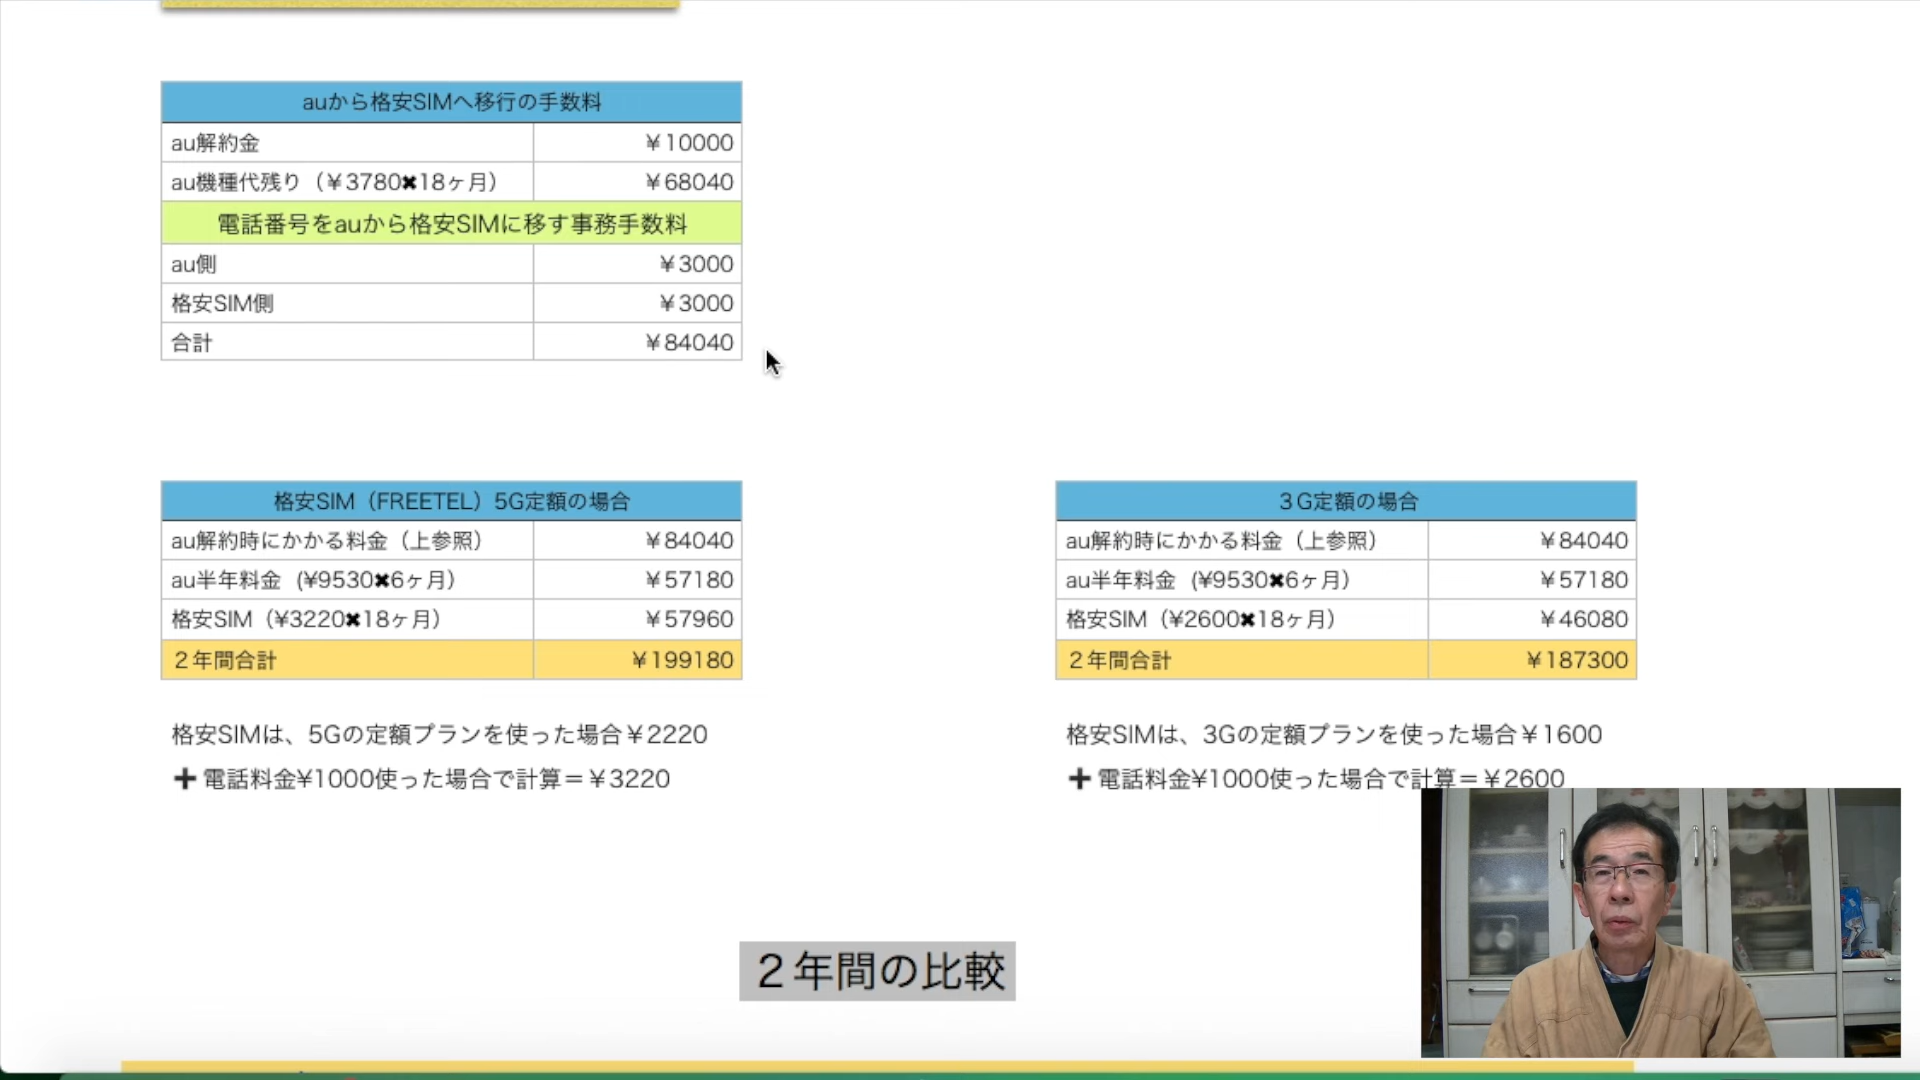 auから格安SIMへ移行の手数料
au解約金 ￥10000
au機種代残り（￥3780✖18ヶ月） ￥68040
電話番号をauから格安SIMに移す事務手数料
au側 ￥3000
格安SIM側 ￥3000
合計 ￥84040
格安SIM（FREETEL）5G定額の場合
au解約時にかかる料金（上参照） ￥84040
au半年料金 (¥9530✖6ヶ月） ￥57180
格安SIM（¥3220✖18ヶ月） ￥57960
２年間合計 ￥199180
格安SIMは、5Gの定額プランを使った場合￥2220
➕電話料金¥1000使った場合で計算＝￥3220
３G定額の場合
au解約時にかかる料金（上参照） ￥84040
au半年料金 (¥9530✖6ヶ月） ￥57180
格安SIM（¥2600✖18ヶ月） ￥46080
２年間合計 ￥187300
格安SIMは、3Gの定額プランを使った場合￥1600
➕電話料金¥1000使った場合で計算＝￥2600
２年間の比較